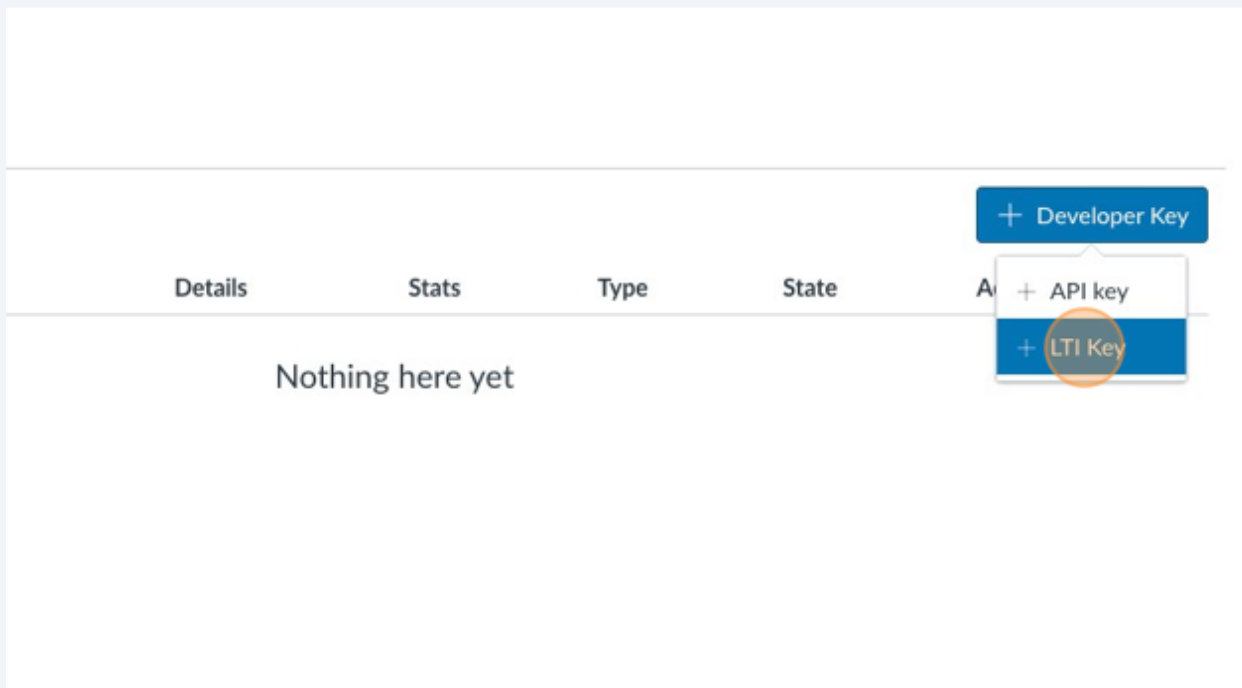 + Developer Key
Details Stats Type State
+ API key
+ LTI Key
Nothing here yet